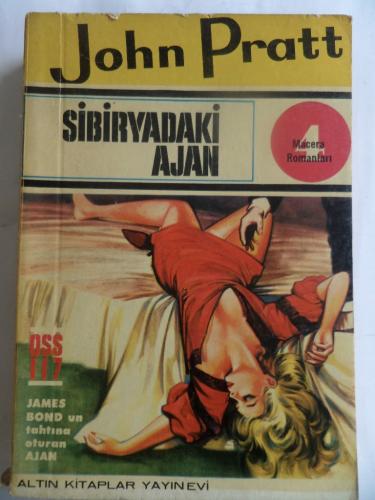 John Pratt
SİBİRYADAKİ
AJAN
4
Macera
Romanları
OSS
117
JAMES
BOND un
tahtına
oturan
AJAN
ALTIN KİTAPLAR YAYINEVİ